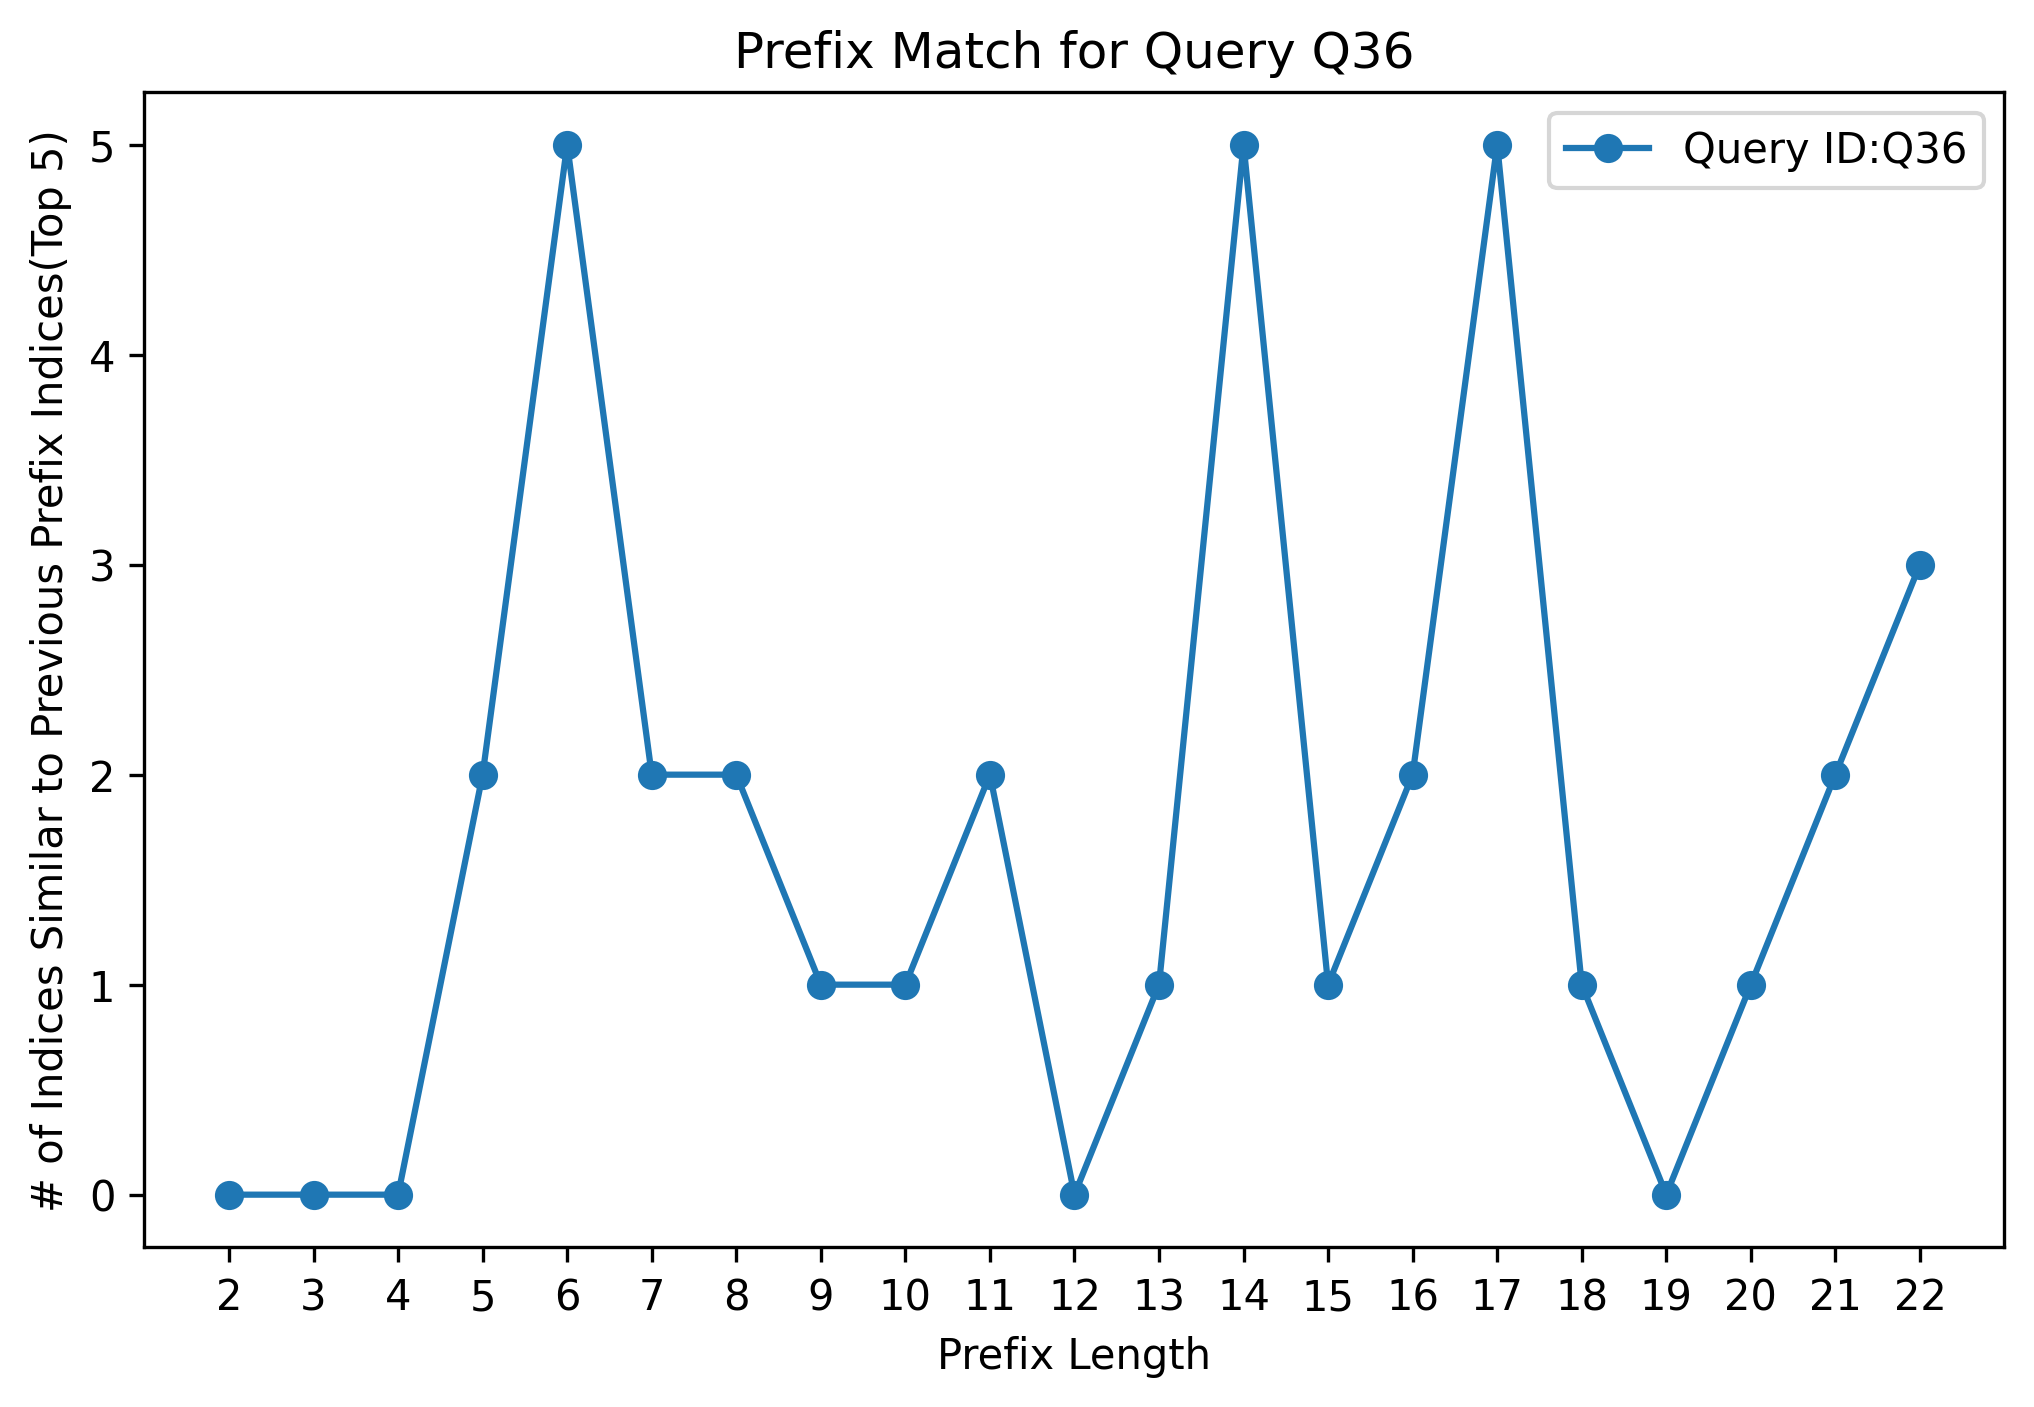 Prefix Match for Query Q36
Query ID:Q36
# of Indices Similar to Previous Prefix Indices(Top 5)
5
4
3
2
1
0
2 3 4 5 6 7 8 9 10 11 12 13 14 15 16 17 18 19 20 21 22
Prefix Length